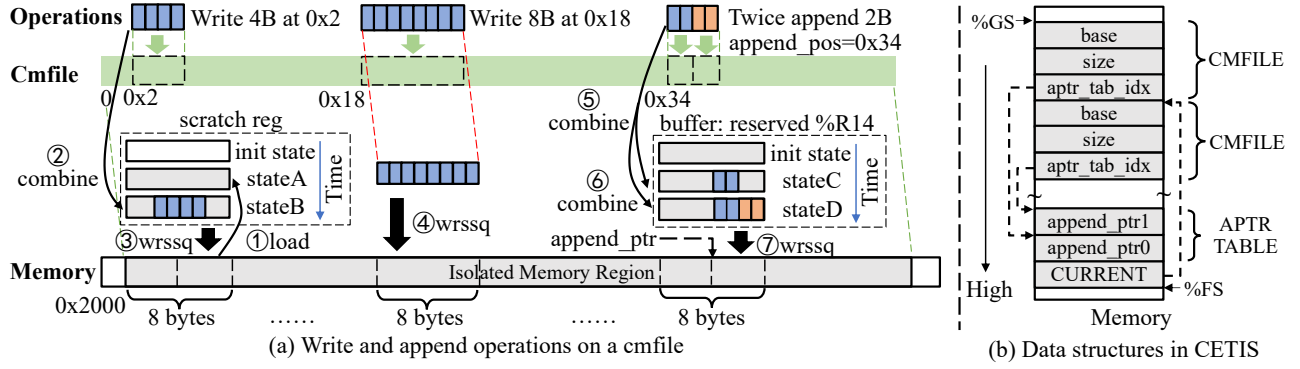 Operations
Write 4B at 0x2
Write 8B at 0x18
Twice append 2B
append_pos=0x34
Cmfile
0
0x2
0x18
0x34
scratch reg
② combine
init state
stateA
stateB
Time
③wrssq
①load
④wrssq
⑤ combine
buffer: reserved %R14
init state
stateC
stateD
Time
⑥ combine
append_ptr
⑦wrssq
Memory
Isolated Memory Region
0x2000
8 bytes
……
8 bytes
……
8 bytes
(a) Write and append operations on a cmfile
%GS
base
size
aptr_tab_idx
CMFILE
base
size
aptr_tab_idx
CMFILE
~
~
append_ptr1
append_ptr0
APTR
TABLE
CURRENT
%FS
High
Memory
(b) Data structures in CETIS